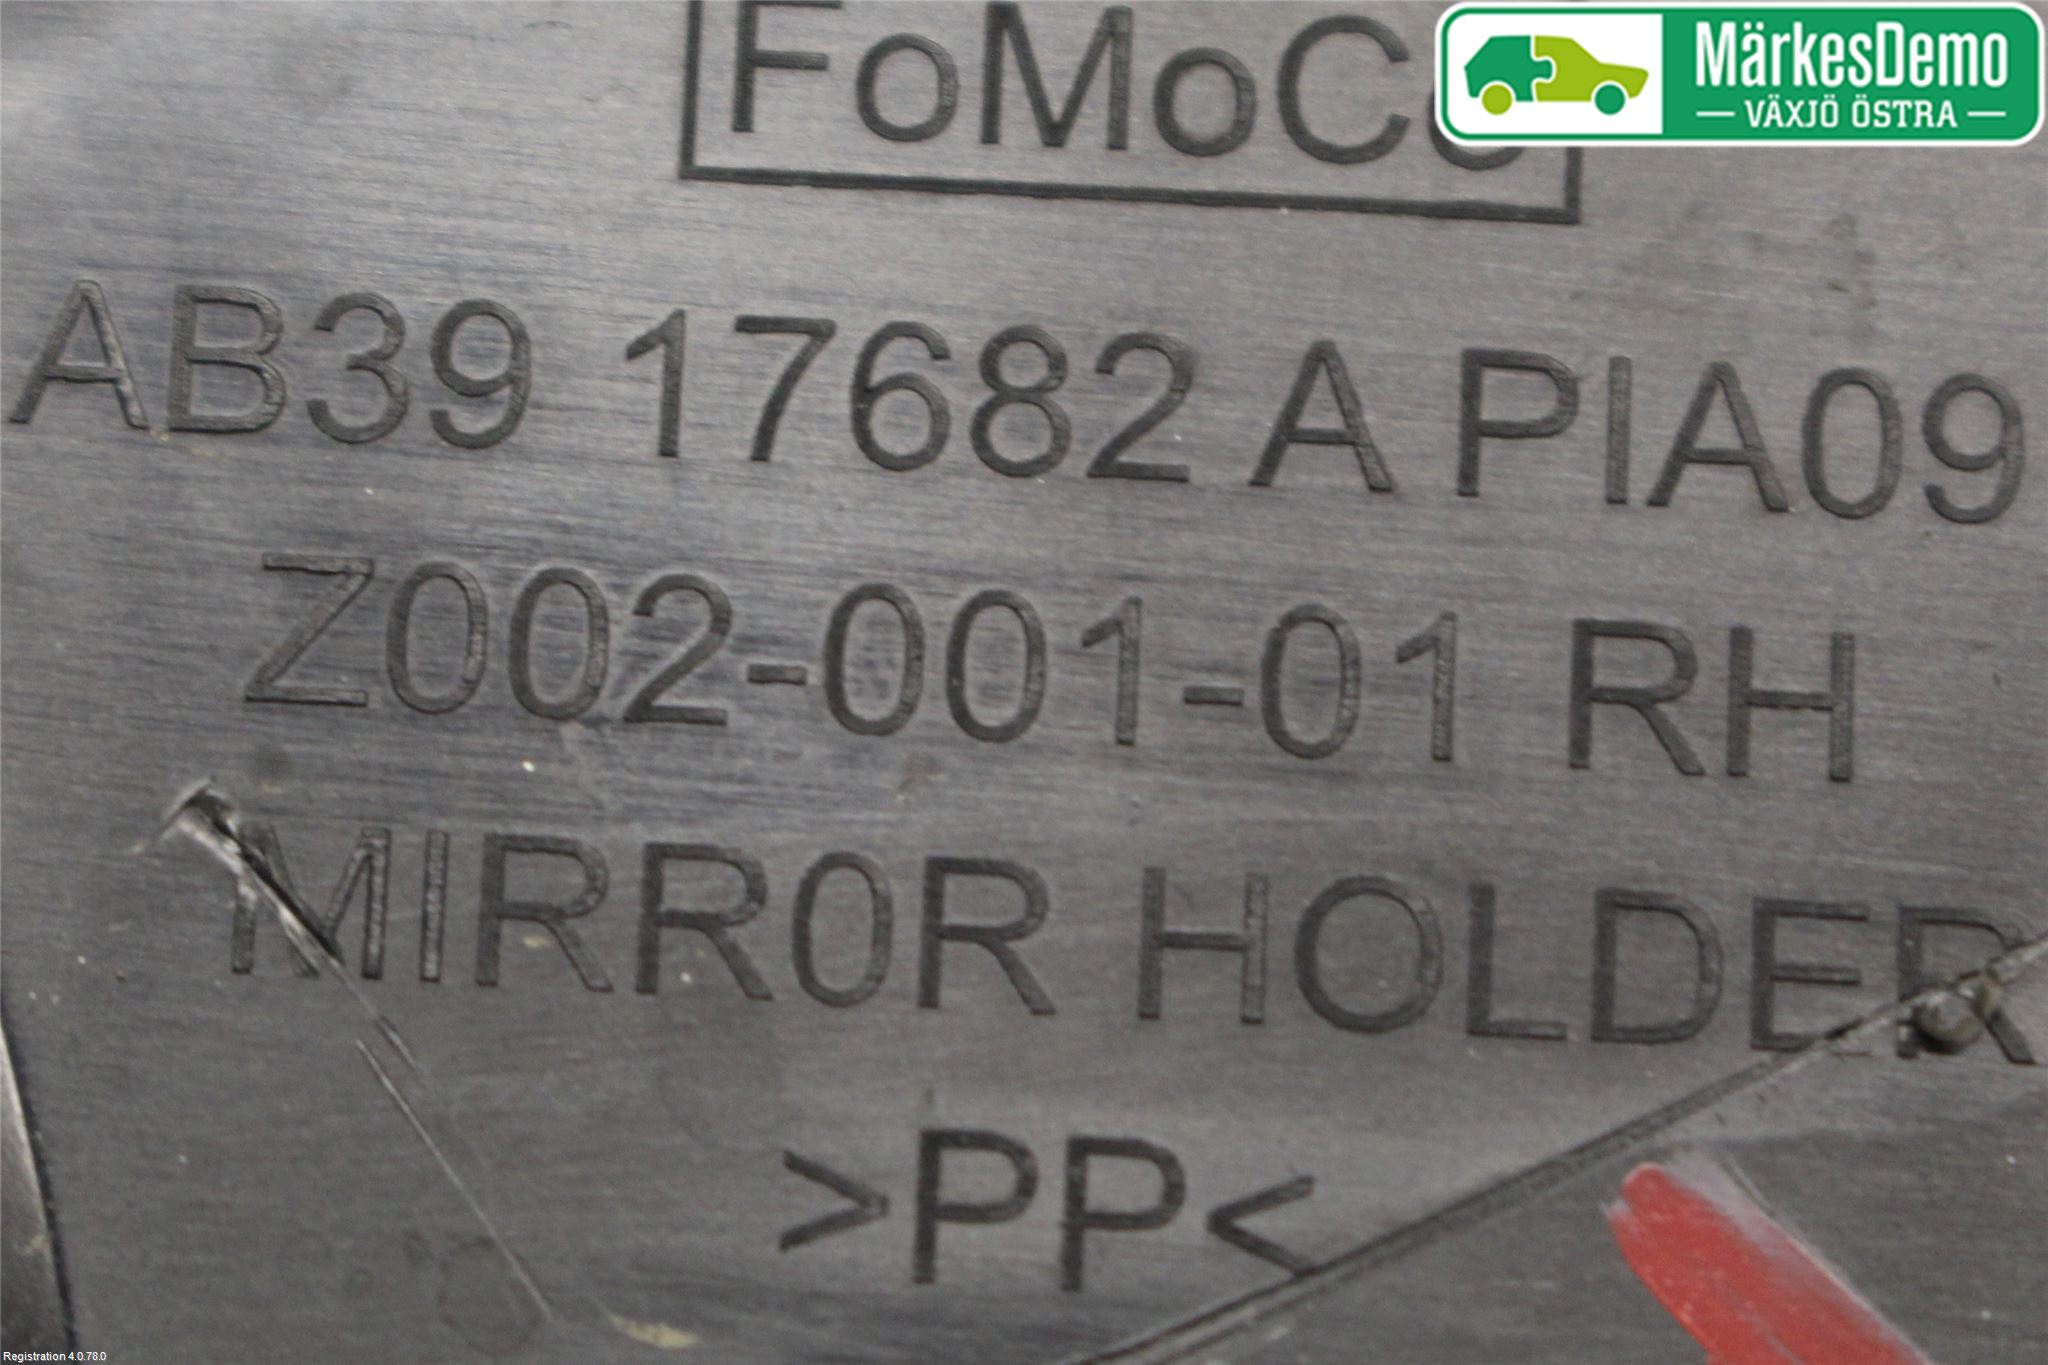 FoMoCo
MärkesDemo
VÄXJÖ ÖSTRA
AB39 17682 A PIA09
Z002-001-01 RH
MIRR0R HOLDER
>PP<
Registration 4.0.78.0